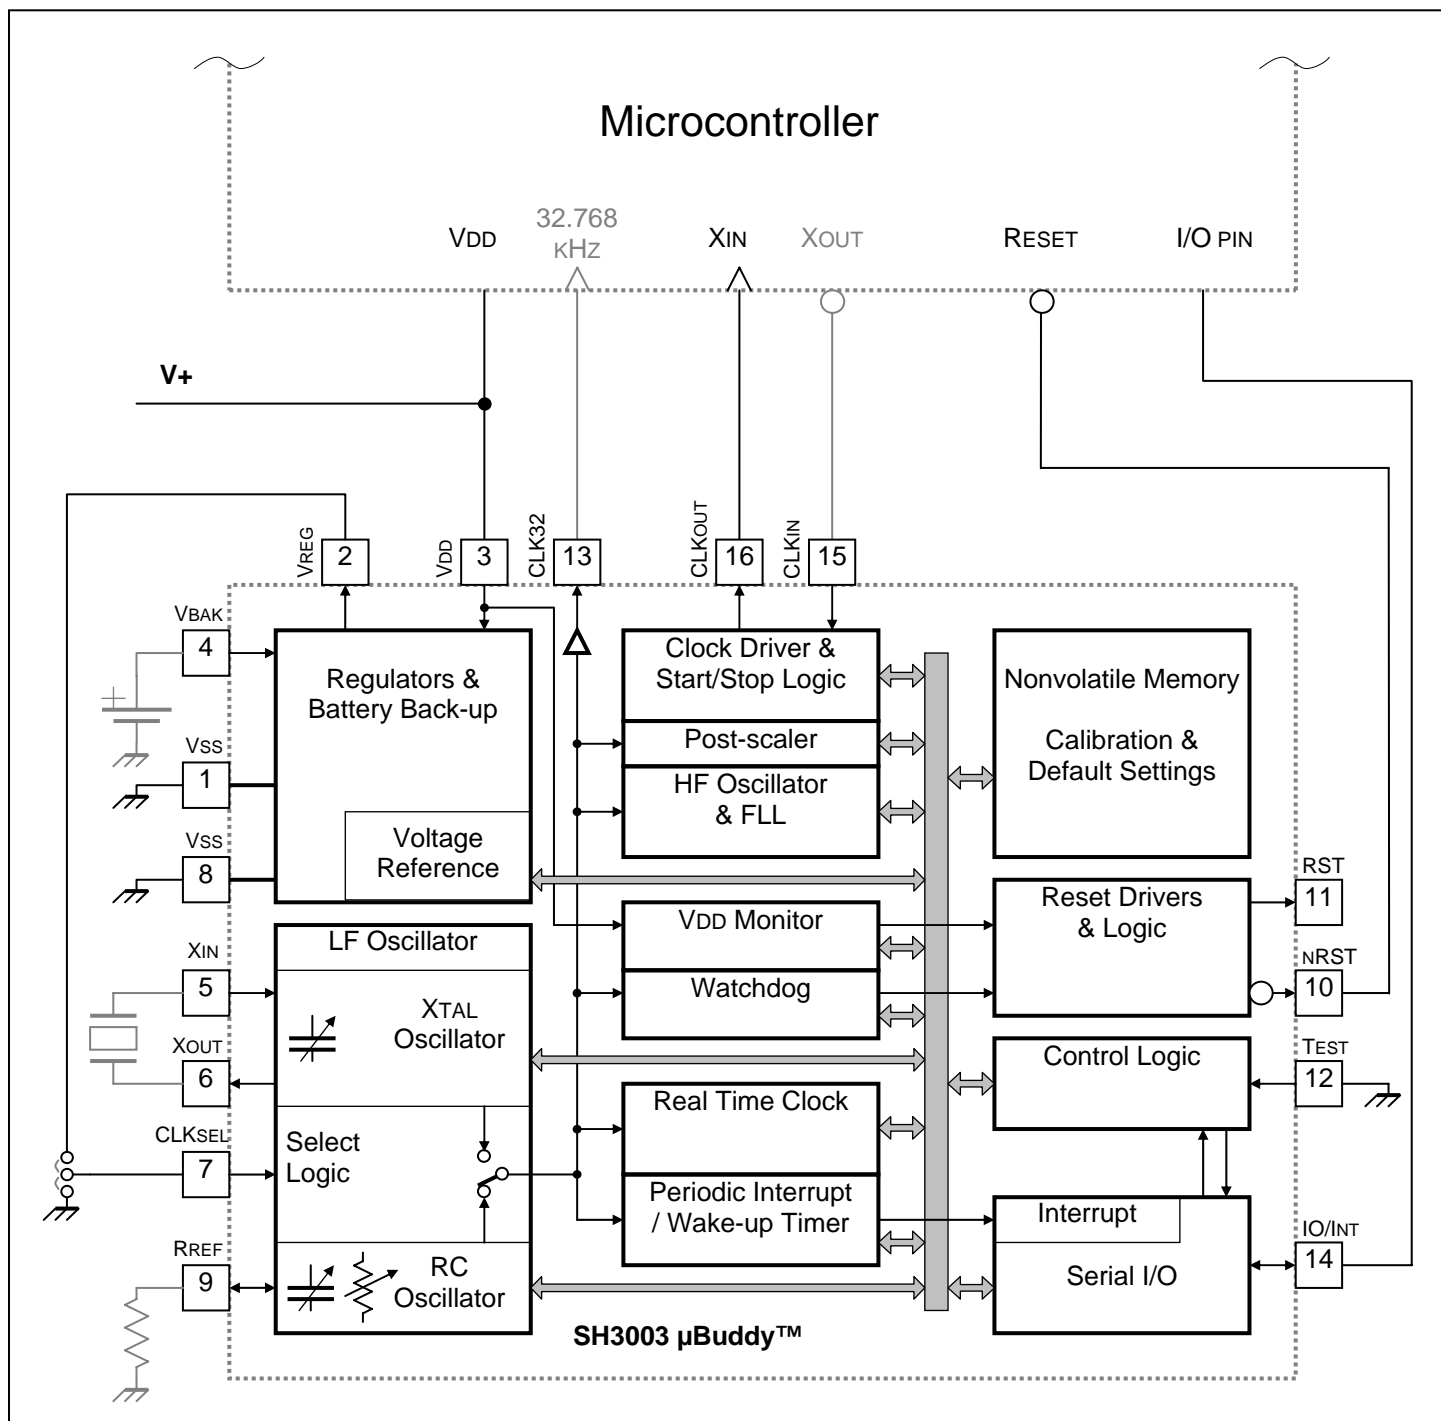 Microcontroller
VDD
32.768
KHZ
XIN
XOUT
RESET
I/O PIN
V+
VREG
2
VDD
3
CLK32
13
CLKOUT
16
CLKIN
15
VBAK
4
VSS
1
VSS
8
XIN
5
XOUT
6
CLKSEL
7
RREF
9
Regulators &
Battery Back-up
Voltage
Reference
LF Oscillator
XTAL
Oscillator
Select
Logic
RC
Oscillator
Clock Driver &
Start/Stop Logic
Post-scaler
HF Oscillator
& FLL
VDD Monitor
Watchdog
Real Time Clock
Periodic Interrupt
/ Wake-up Timer
Nonvolatile Memory
Calibration &
Default Settings
Reset Drivers
& Logic
Control Logic
Interrupt
Serial I/O
RST
11
NRST
10
TEST
12
IO/INT
14
SH3003 µBuddy™